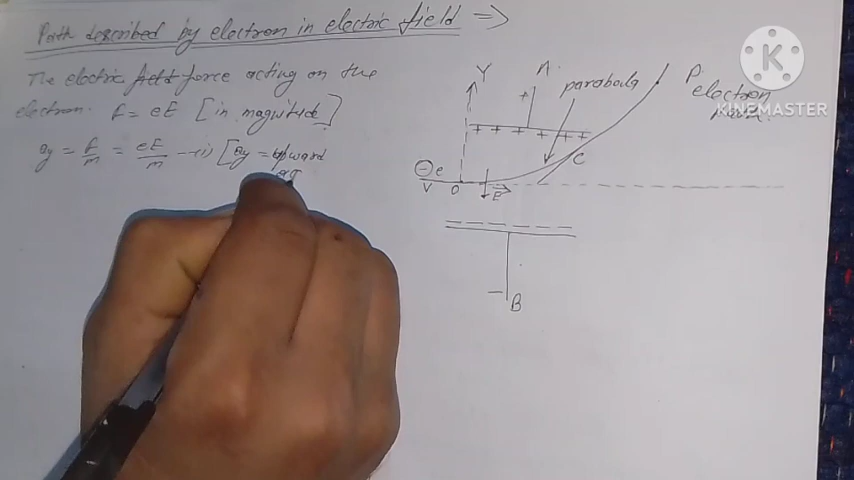 Path described by electron in electric field =>
The electric force acting on the
electron. F = eE [in magnitude]
ay = F/m = eE/m --(i) [ay = upward
Y
A
+
parabola
P
electron
path.
+ + + + + + +
e
C
V
O
E
B
K
KINEMASTER